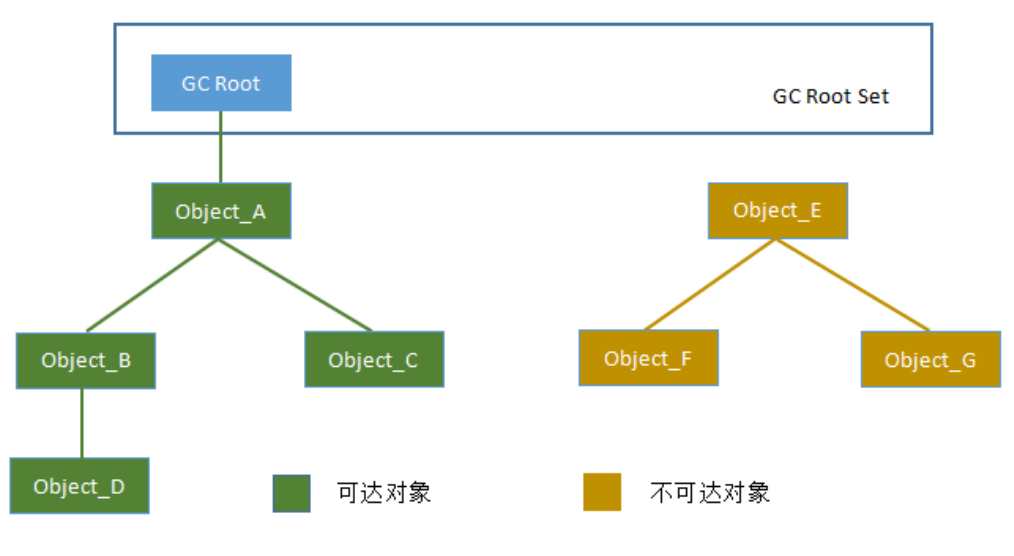 GC Root
GC Root Set
Object_A
Object_E
Object_B
Object_C
Object_F
Object_G
Object_D
可达对象
不可达对象